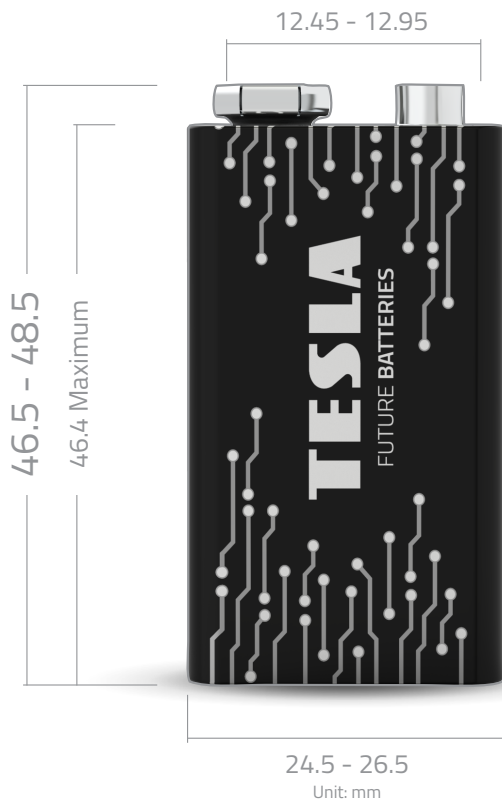 12.45 - 12.95
46.5 - 48.5
46.4 Maximum
TESLA
FUTURE BATTERIES
24.5 - 26.5
Unit: mm